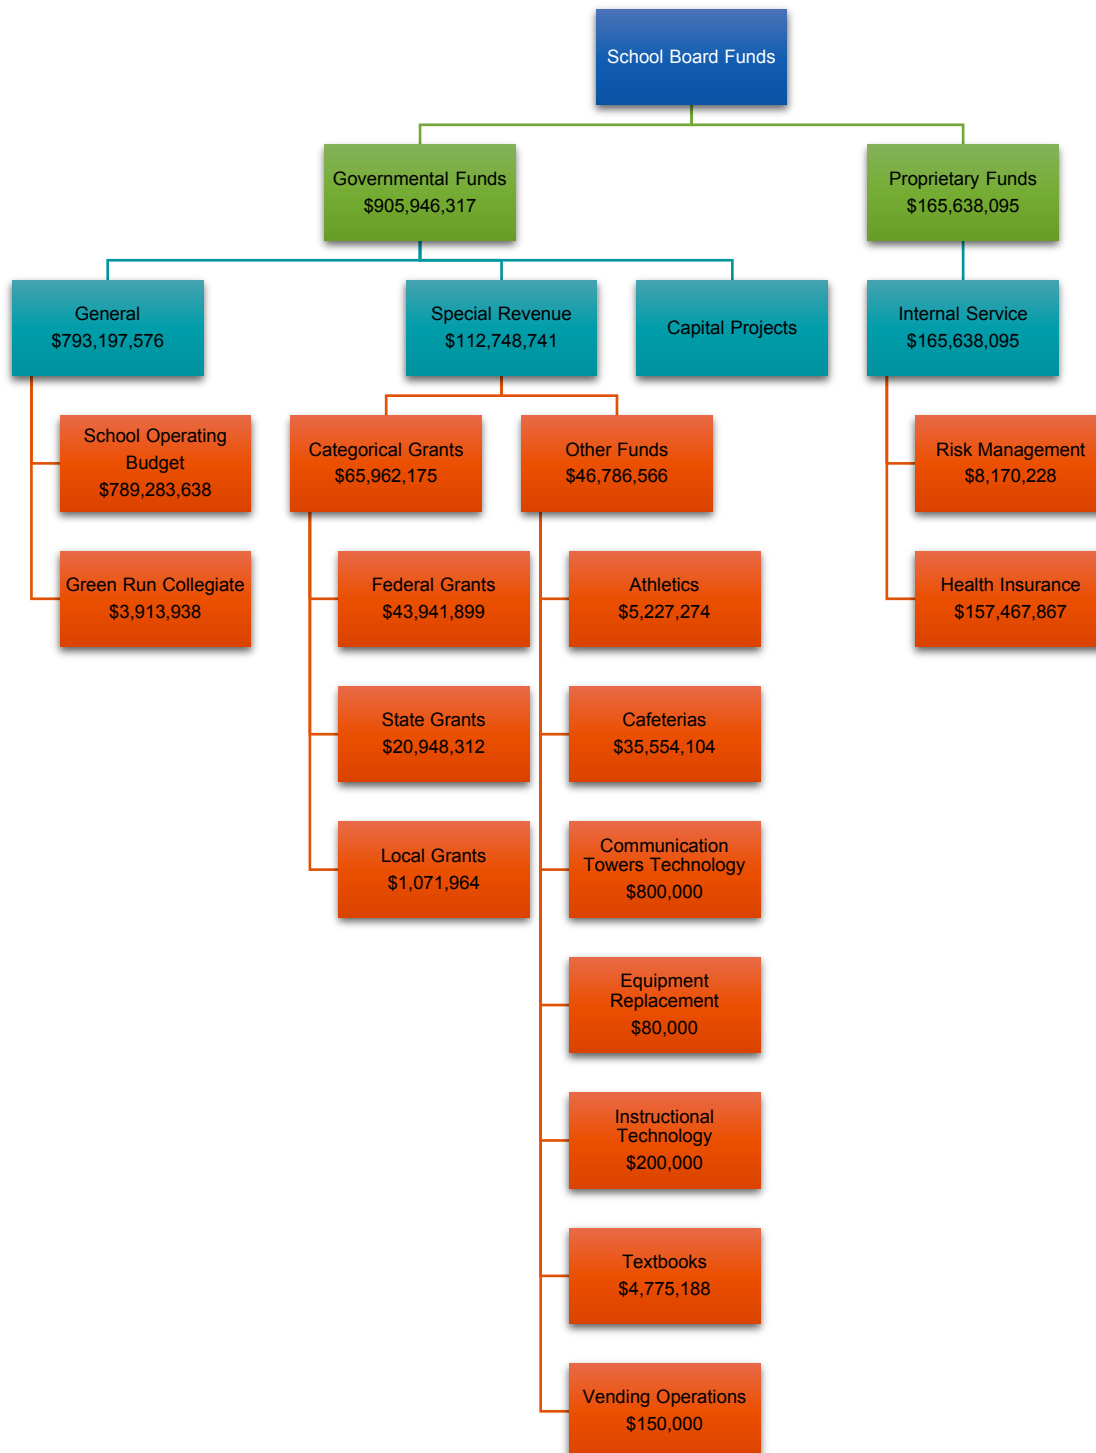 School Board Funds
Governmental Funds
$905,946,317
Proprietary Funds
$165,638,095
General
$793,197,576
Special Revenue
$112,748,741
Capital Projects
Internal Service
$165,638,095
School Operating
Budget
$789,283,638
Categorical Grants
$65,962,175
Other Funds
$46,786,566
Risk Management
$8,170,228
Green Run Collegiate
$3,913,938
Federal Grants
$43,941,899
Athletics
$5,227,274
Health Insurance
$157,467,867
State Grants
$20,948,312
Cafeterias
$35,554,104
Local Grants
$1,071,964
Communication
Towers Technology
$800,000
Equipment
Replacement
$80,000
Instructional
Technology
$200,000
Textbooks
$4,775,188
Vending Operations
$150,000